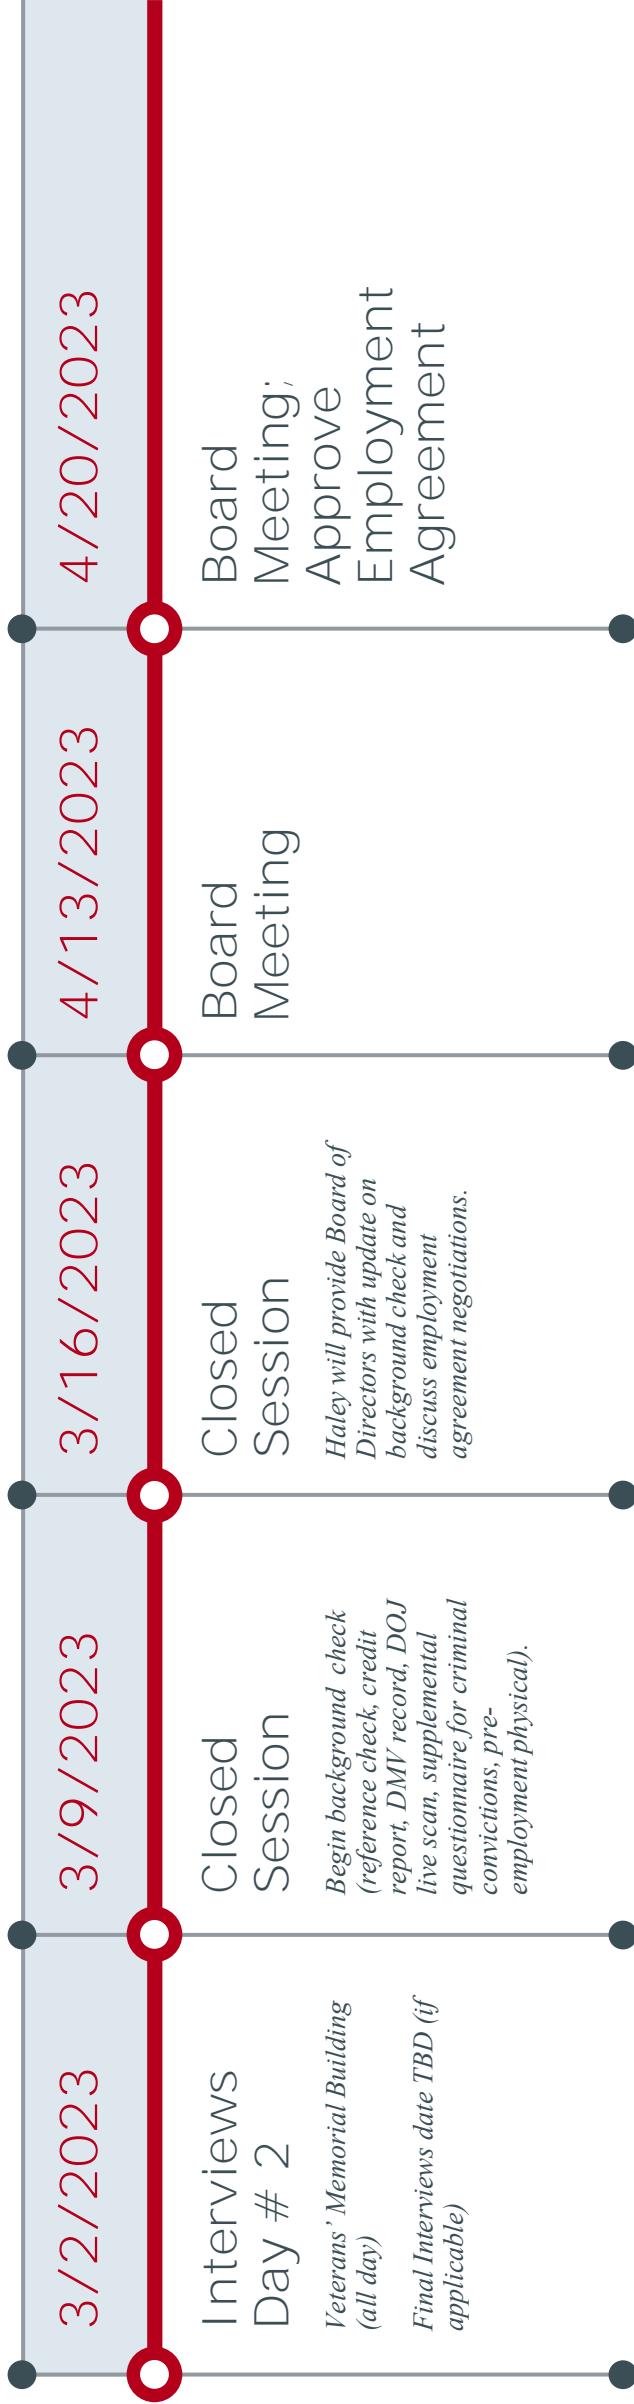 3/2/2023
Interviews
Day # 2
Veterans’ Memorial Building
(all day)
Final Interviews date TBD (if
applicable)
3/9/2023
Closed
Session
Begin background check
(reference check, credit
report, DMV record, DOJ
live scan, supplemental
questionnaire for criminal
convictions, pre-
employment physical).
3/16/2023
Closed
Session
Haley will provide Board of
Directors with update on
background check and
discuss employment
agreement negotiations.
4/13/2023
Board
Meeting
4/20/2023
Board
Meeting;
Approve
Employment
Agreement